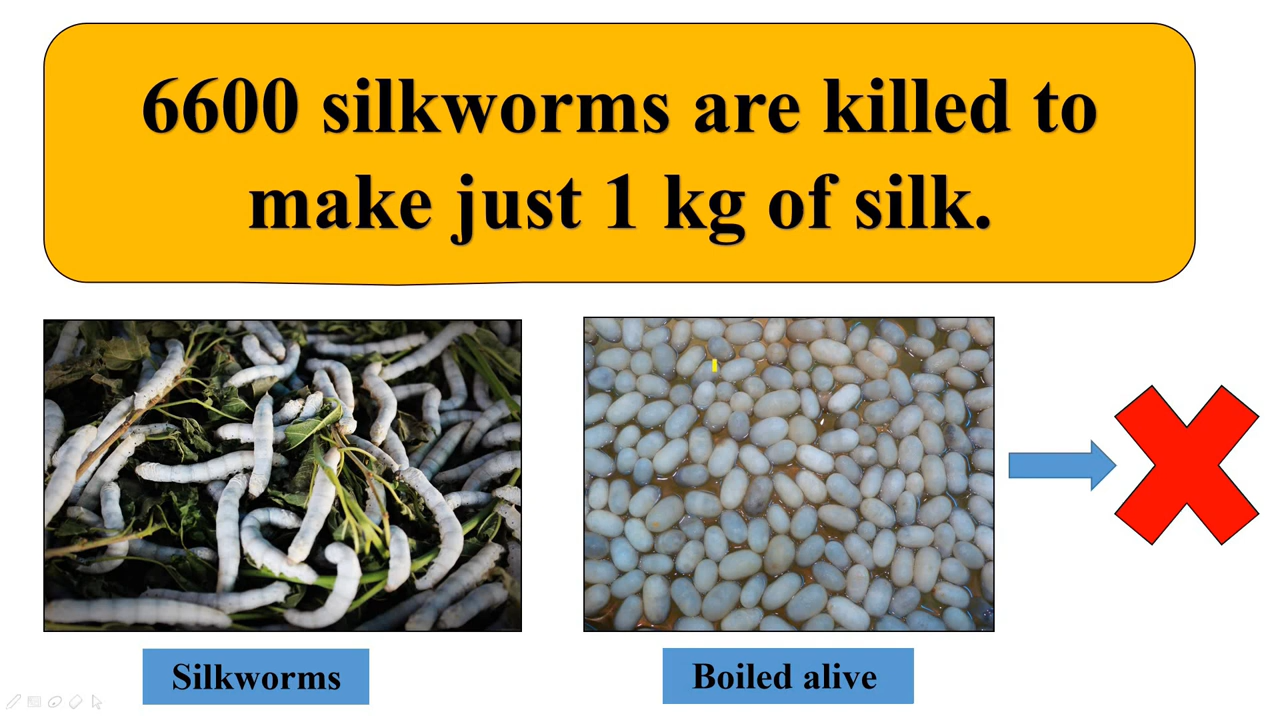 6600 silkworms are killed to
make just 1 kg of silk.
Silkworms
Boiled alive